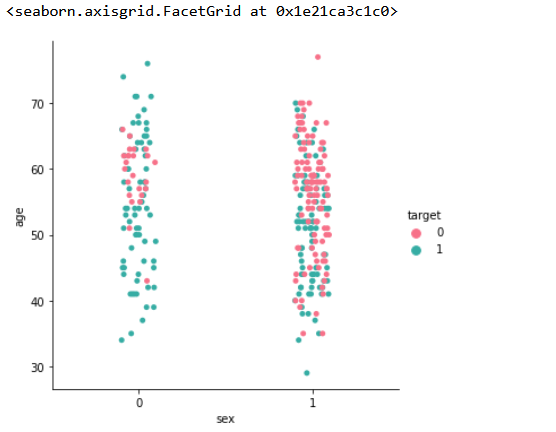 <seaborn.axisgrid.FacetGrid at 0x1e21ca3c1c0>
70
60
50
40
30
age
0
1
sex
target
0
1